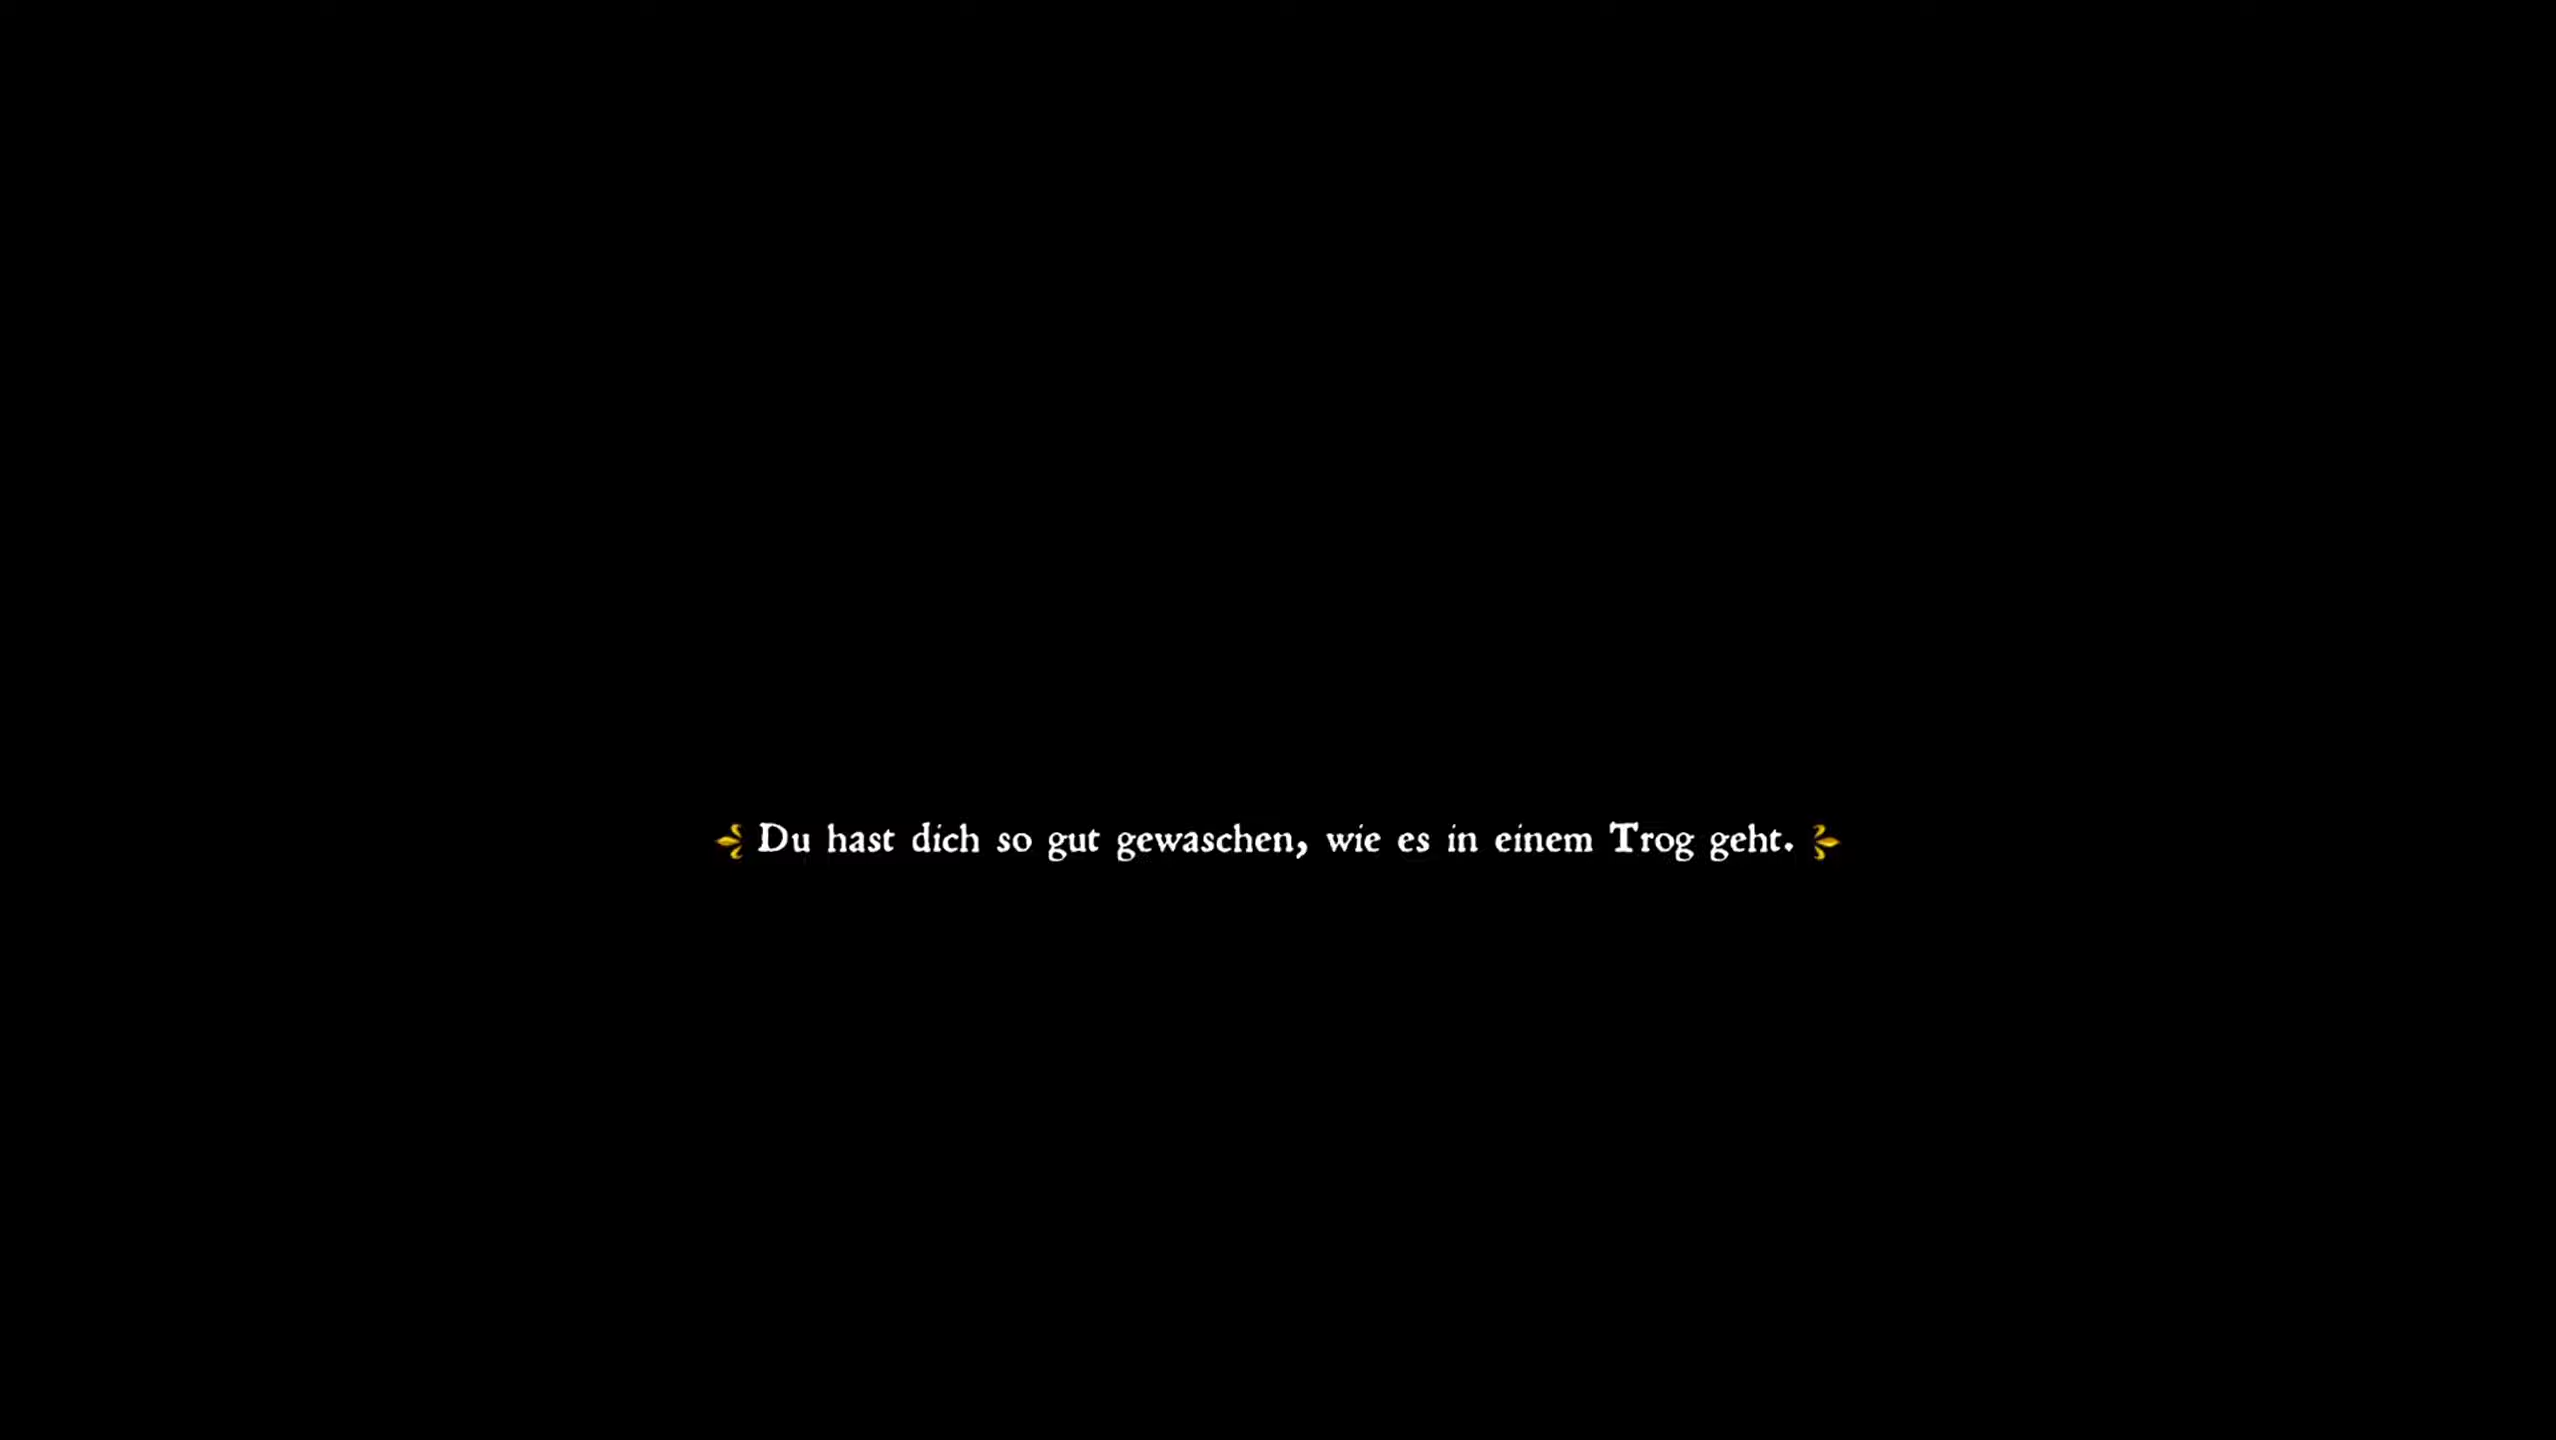 Du hast dich so gut gewaschen, wie es in einem Trog geht.